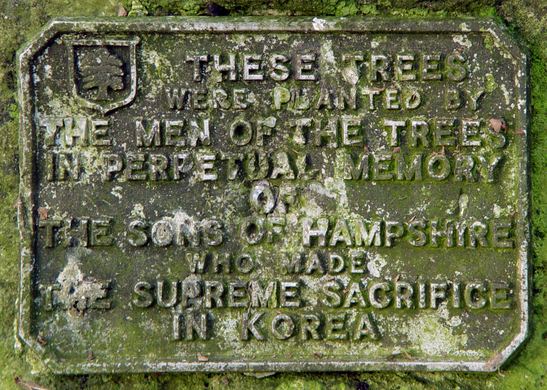 THESE TREES
WERE PLANTED BY
THE MEN OF THE TREES
IN PERPETUAL MEMORY
OF
THE SONS OF HAMPSHIRE
WHO MADE
THE SUPREME SACRIFICE
IN KOREA